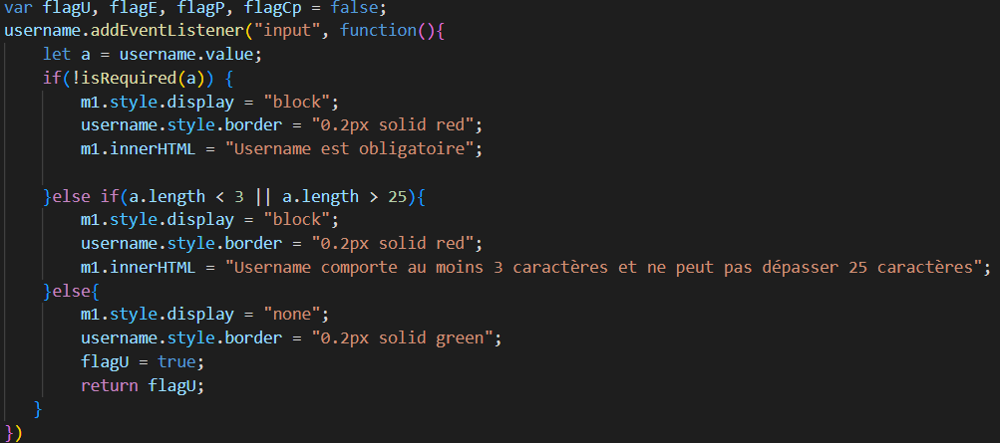 var flagU, flagE, flagP, flagCp = false;
username.addEventListener("input", function(){
    let a = username.value;
    if(!isRequired(a)) {
        m1.style.display = "block";
        username.style.border = "0.2px solid red";
        m1.innerHTML = "Username est obligatoire";

    }else if(a.length < 3 || a.length > 25){
        m1.style.display = "block";
        username.style.border = "0.2px solid red";
        m1.innerHTML = "Username comporte au moins 3 caractères et ne peut pas dépasser 25 caractères";
    }else{
        m1.style.display = "none";
        username.style.border = "0.2px solid green";
        flagU = true;
        return flagU;
    }
})